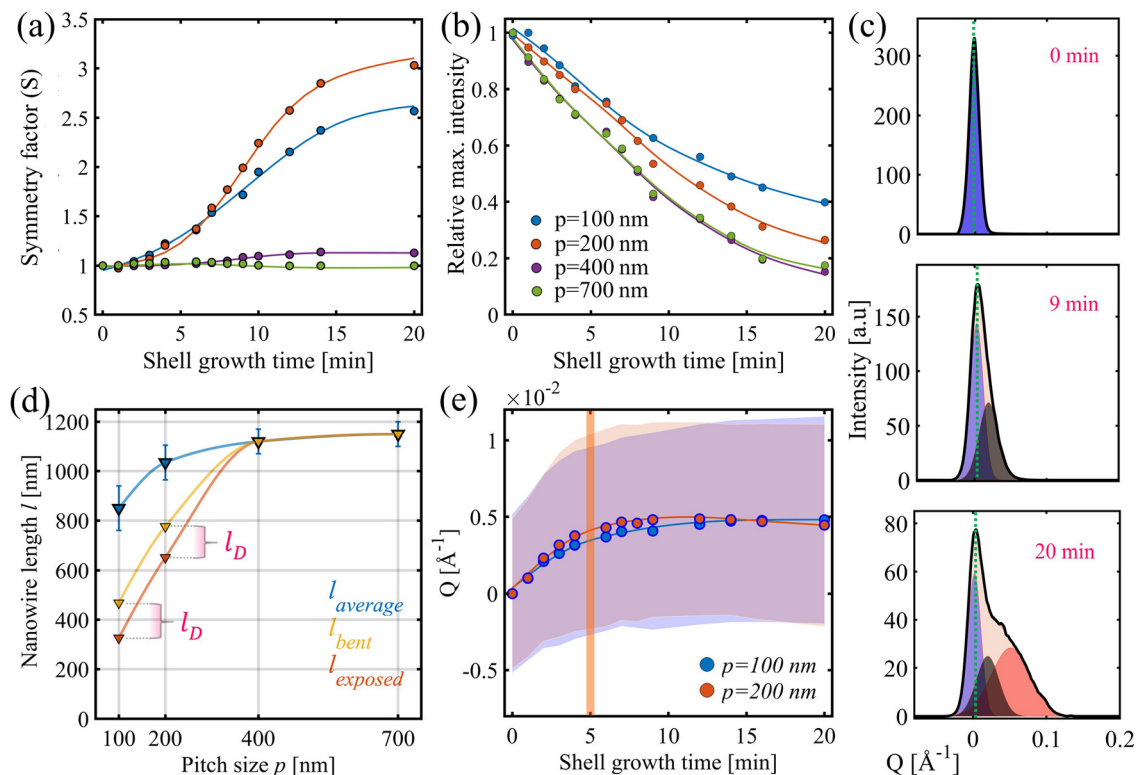 (a)
3.5
3
2.5
2
1.5
1
0.5
Symmetry factor (S)
0 5 10 15 20
Shell growth time [min]
(b)
1
0.8
0.6
0.4
0.2
0
Relative max. intensity
p=100 nm
p=200 nm
p=400 nm
p=700 nm
0 5 10 15 20
Shell growth time [min]
(c)
0 min
300
200
100
0
9 min
150
100
50
0
Intensity [a.u]
20 min
80
60
40
20
0
0 0.1 0.2
Q [Å⁻¹]
(d)
1200
1000
800
600
400
200
0
Nanowire length l [nm]
l_D
l_D
l_average
l_bent
l_exposed
100 200 400 700
Pitch size p [nm]
(e)
×10⁻²
1
0.5
0
-0.5
Q [Å⁻¹]
p=100 nm
p=200 nm
0 5 10 15 20
Shell growth time [min]